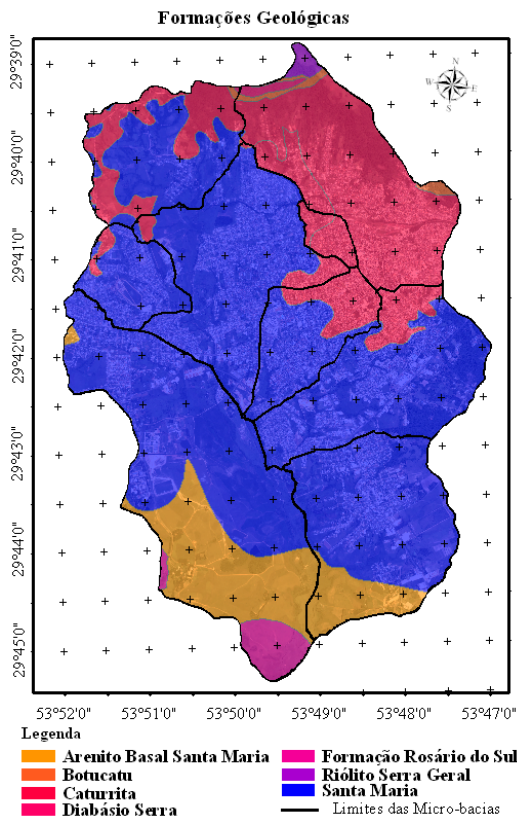 Formações Geológicas
N
W E
S
29°39'0"
29°40'0"
29°41'0"
29°42'0"
29°43'0"
29°44'0"
29°45'0"
53°52'0" 53°51'0" 53°50'0" 53°49'0" 53°48'0" 53°47'0"
Legenda
Arenito Basal Santa Maria Formação Rosário do Sul
Botucatu Riólito Serra Geral
Caturrita Santa Maria
Diabásio Serra Limites das Micro-bacias